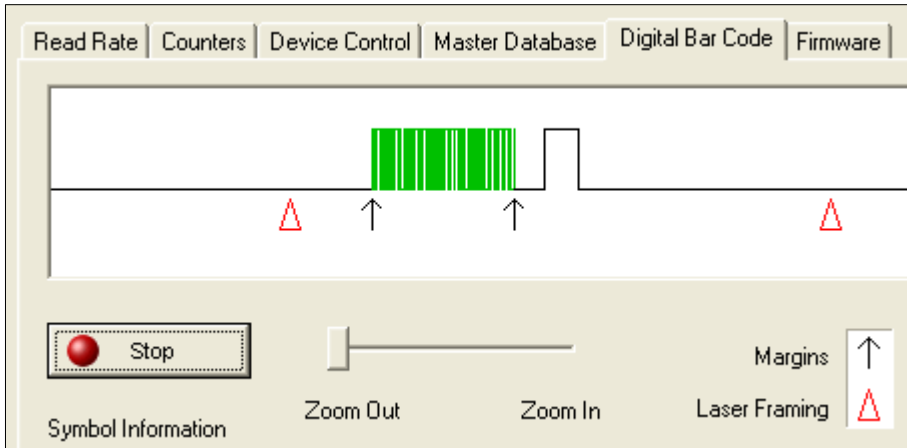 Read Rate Counters Device Control Master Database Digital Bar Code Firmware
Stop
Margins
Zoom Out Zoom In Laser Framing
Symbol Information